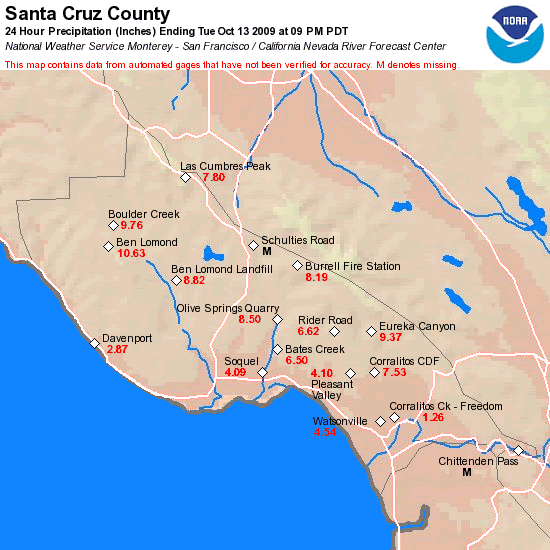 Santa Cruz County
24 Hour Precipitation (Inches) Ending Tue Oct 13 2009 at 09 PM PDT
National Weather Service Monterey - San Francisco / California Nevada River Forecast Center
This map contains data from automated gages that have not been verified for accuracy. M denotes missing.
NOAA
Las Cumbres Peak
7.80
Boulder Creek
9.76
Ben Lomond
10.63
Schulties Road
M
Ben Lomond Landfill
8.82
Burrell Fire Station
8.19
Olive Springs Quarry
8.50
Rider Road
6.62
Eureka Canyon
9.37
Davenport
2.87
Bates Creek
6.50
Soquel
4.09
4.10
Pleasant
Valley
Corralitos CDF
7.53
Corralitos Ck - Freedom
1.26
Watsonville
4.54
Chittenden Pass
M